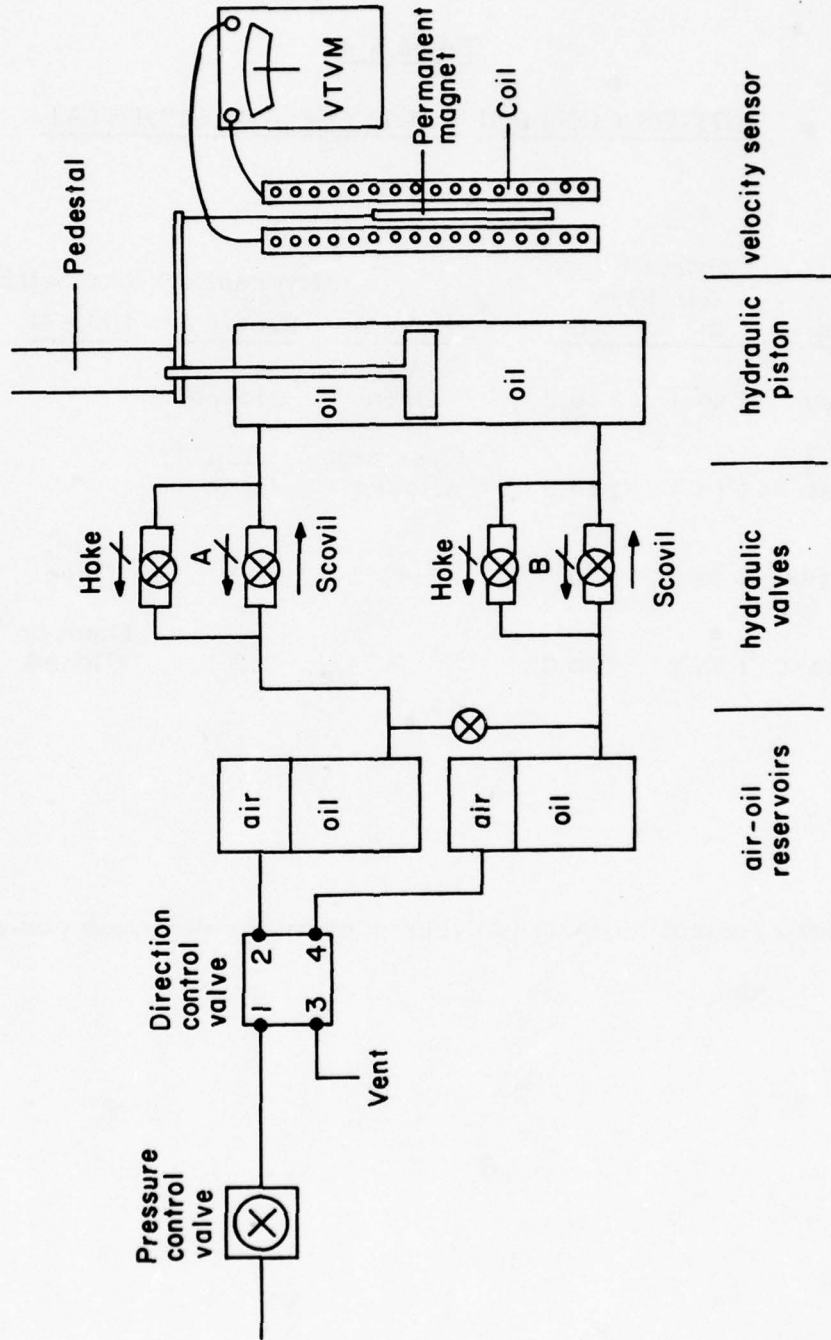 Pressure
control
valve
Direction
control
valve
1
2
3
4
Vent
air
oil
air
oil
Hoke
A
Scovil
Hoke
B
Scovil
Pedestal
oil
oil
VTVM
Permanent
magnet
Coil
air-oil
reservoirs
hydraulic
valves
hydraulic
piston
velocity sensor